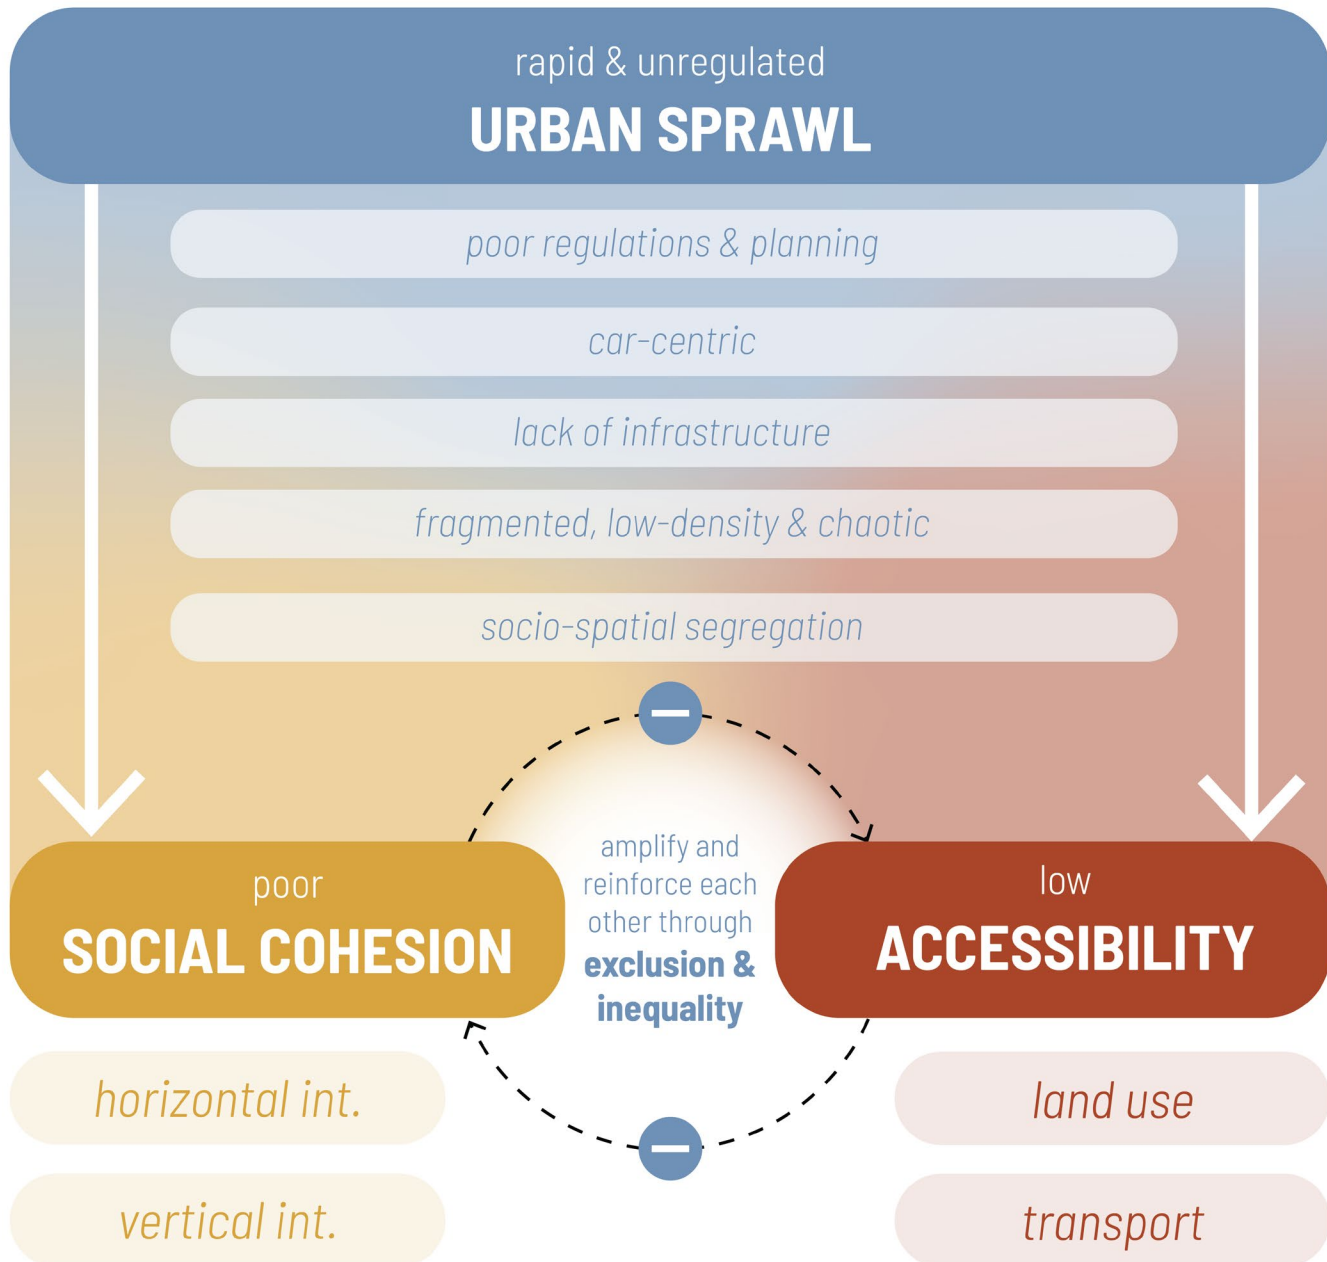 rapid & unregulated
URBAN SPRAWL
poor regulations & planning
car-centric
lack of infrastructure
fragmented, low-density & chaotic
socio-spatial segregation
poor
SOCIAL COHESION
amplify and
reinforce each
other through
exclusion &
inequality
low
ACCESSIBILITY
horizontal int.
vertical int.
land use
transport